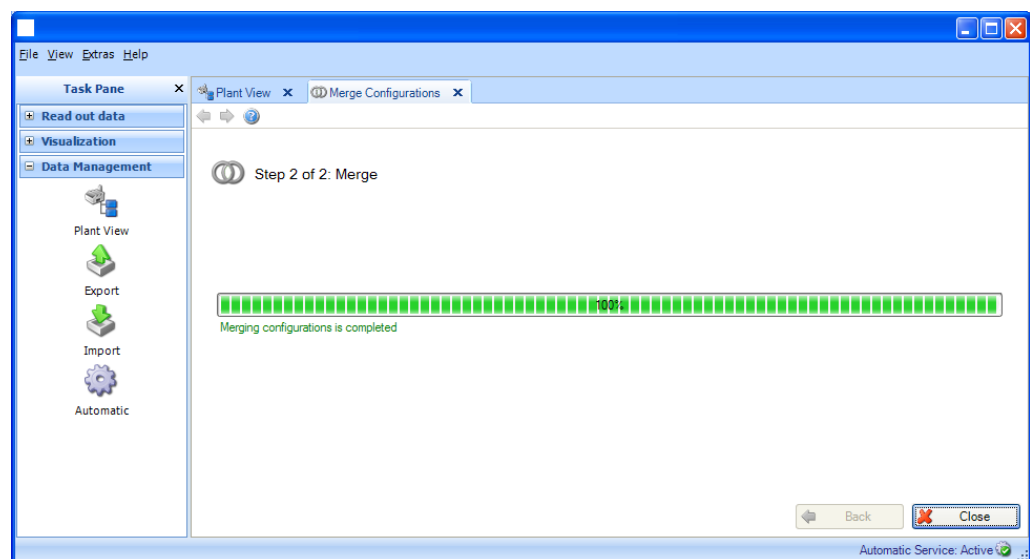 File View Extras Help
Task Pane
Plant View
Merge Configurations
Read out data
Visualization
Data Management
Plant View
Export
Import
Automatic
Step 2 of 2: Merge
100%
Merging configurations is completed
Back
Close
Automatic Service: Active